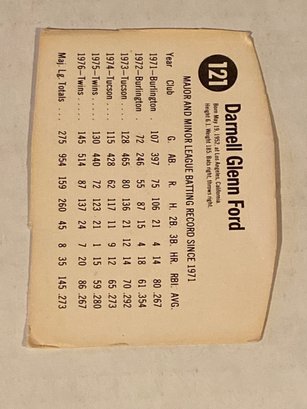 121
Darnell Glenn Ford
Born May 19, 1952, at Los Angeles, California
Height 6.1 Weight 185 Bats right, throws right.
MAJOR AND MINOR LEAGUE BATTING RECORD SINCE 1971
Year Club G. AB. R. H. 2B. 3B. HR. RBI. AVG.
1971—Burlington 107 397 75 106 21 4 14 80 .267
1972—Burlington 72 246 55 87 15 4 18 61 .354
1973—Tucson 128 465 80 136 21 12 14 70 .292
1974—Tucson 115 428 62 117 11 9 12 65 .273
1975—Twins 130 440 72 123 21 1 15 59 .280
1976—Twins 145 514 87 137 24 7 20 86 .267
Maj. Lg. Totals 275 954 159 260 45 8 35 145 .273